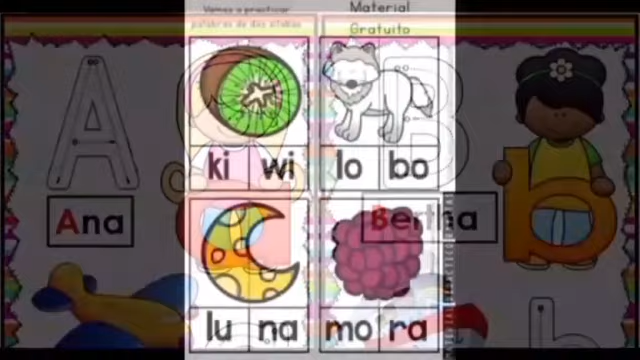 Vamos a practicar
Material
palabras de dos sílabas
Gratuito
ki wi
lo bo
Ana
Bertha
lu na
mo ra